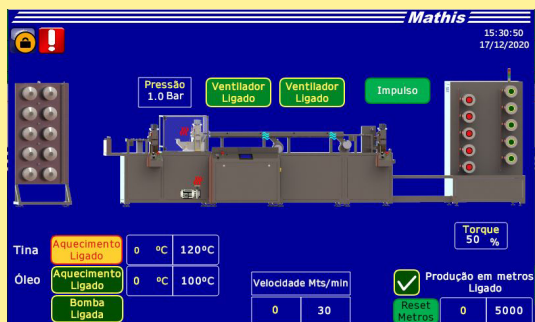 Mathis
15:30:50
17/12/2020
Pressão
1.0 Bar
Ventilador
Ligado
Ventilador
Ligado
Impulso
Torque
50 %
Tina
Aquecimento
Ligado
0 ºC 120ºC
Óleo
Aquecimento
Ligado
0 ºC 100ºC
Bomba
Ligada
Velocidade Mts/min
0 30
Produção em metros
Ligado
Reset
Metros
0 5000